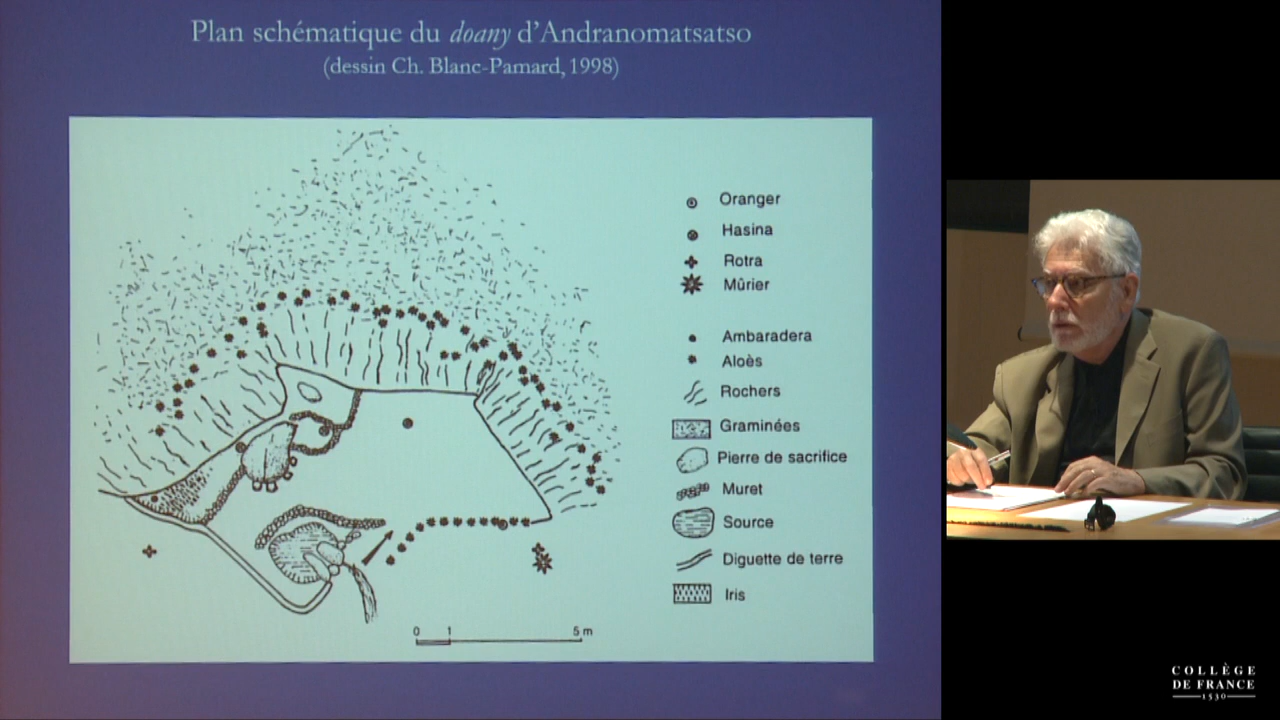 Plan schématique du doany d'Andranomatsatso
(dessin Ch. Blanc-Pamard, 1998)
Oranger
Hasina
Rotra
Mûrier
Ambaradera
Aloès
Rochers
Graminées
Pierre de sacrifice
Muret
Source
Diguette de terre
Iris
0 1 5 m
COLLÈGE
DE FRANCE
1530